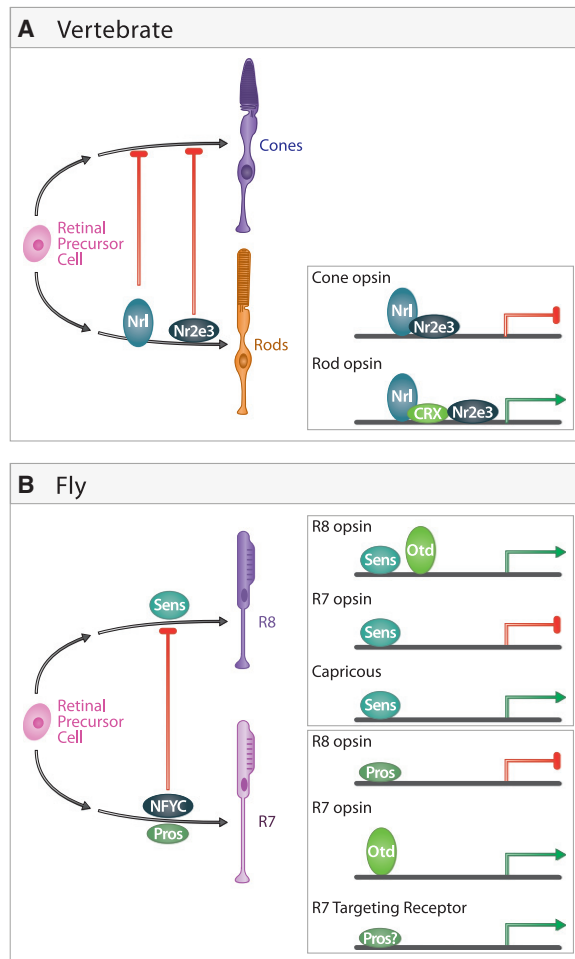 A Vertebrate
Cones
Retinal
Precursor
Cell
Nrl
Nr2e3
Rods
Cone opsin
Nrl
Nr2e3
Rod opsin
Nrl
CRX
Nr2e3
B Fly
Sens
R8
Retinal
Precursor
Cell
NFYC
Pros
R7
R8 opsin
Sens
Otd
R7 opsin
Sens
Capricous
Sens
R8 opsin
Pros
R7 opsin
Otd
R7 Targeting Receptor
Pros?